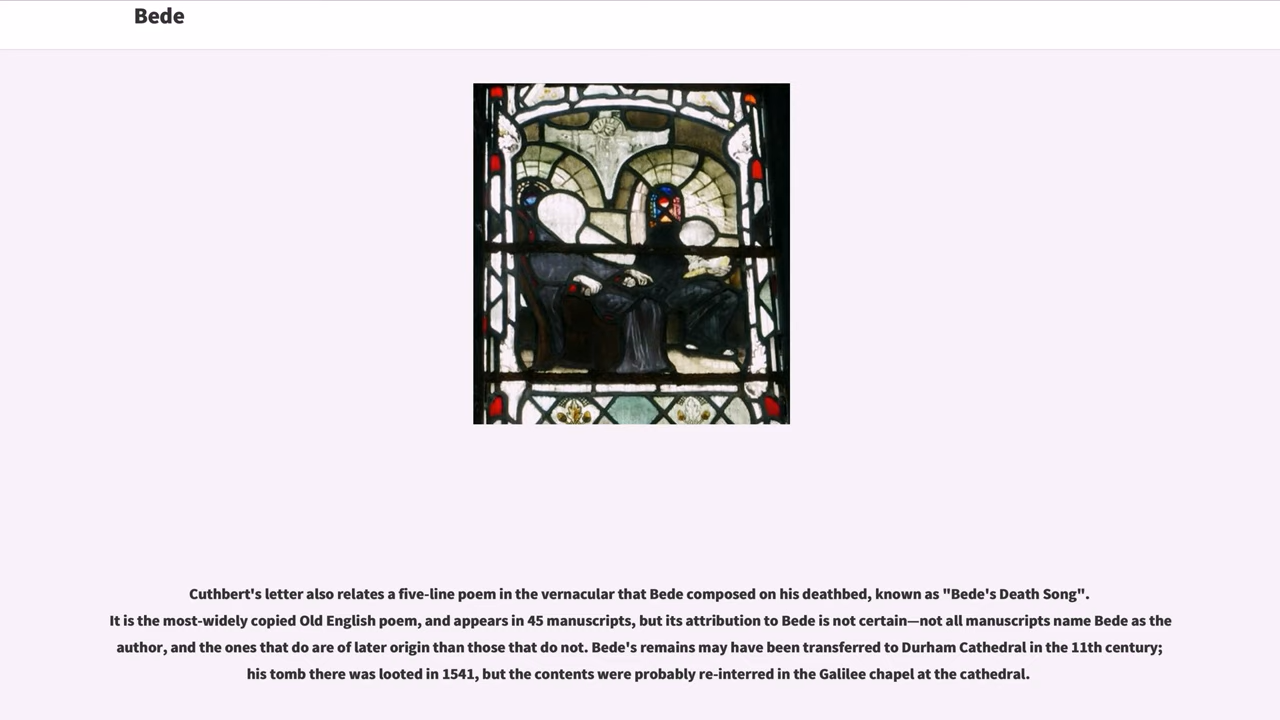 Bede
Cuthbert's letter also relates a five-line poem in the vernacular that Bede composed on his deathbed, known as "Bede's Death Song".
It is the most-widely copied Old English poem, and appears in 45 manuscripts, but its attribution to Bede is not certain—not all manuscripts name Bede as the
author, and the ones that do are of later origin than those that do not. Bede's remains may have been transferred to Durham Cathedral in the 11th century;
his tomb there was looted in 1541, but the contents were probably re-interred in the Galilee chapel at the cathedral.